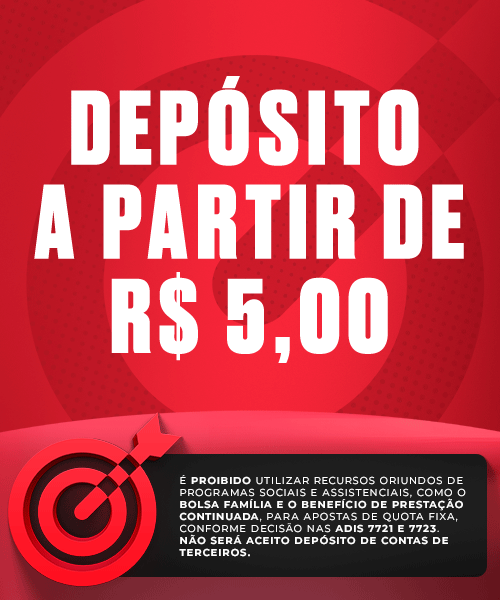 DEPÓSITO
A PARTIR DE
R$ 5,00
É PROIBIDO UTILIZAR RECURSOS ORIUNDOS DE
PROGRAMAS SOCIAIS E ASSISTENCIAIS, COMO O
BOLSA FAMÍLIA E O BENEFÍCIO DE PRESTAÇÃO
CONTINUADA, PARA APOSTAS DE QUOTA FIXA,
CONFORME DECISÃO NAS ADIS 7721 E 7723.
NÃO SERÁ ACEITO DEPÓSITO DE CONTAS DE
TERCEIROS.